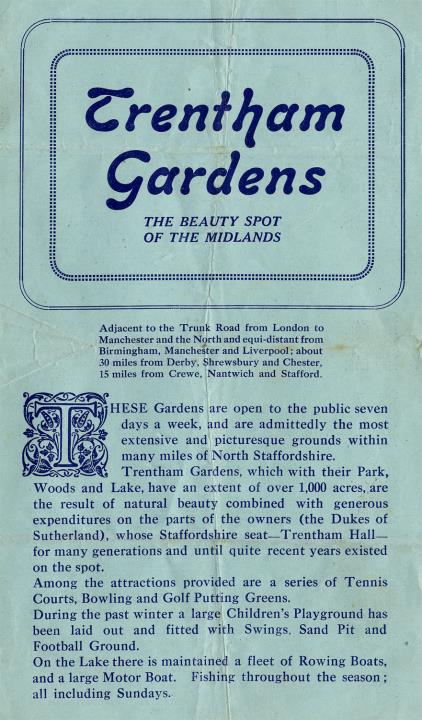 Trentham
Gardens
THE BEAUTY SPOT
OF THE MIDLANDS
Adjacent to the Trunk Road from London to
Manchester and the North and equi-distant from
Birmingham, Manchester and Liverpool; about
30 miles from Derby, Shrewsbury and Chester,
15 miles from Crewe, Nantwich and Stafford.
THESE Gardens are open to the public seven
days a week, and are admittedly the most
extensive and picturesque grounds within
many miles of North Staffordshire.
Trentham Gardens, which with their Park,
Woods and Lake, have an extent of over 1,000 acres, are
the result of natural beauty combined with generous
expenditures on the parts of the owners (the Dukes of
Sutherland), whose Staffordshire seat—Trentham Hall—
for many generations and until quite recent years existed
on the spot.
Among the attractions provided are a series of Tennis
Courts, Bowling and Golf Putting Greens.
During the past winter a large Children's Playground has
been laid out and fitted with Swings, Sand Pit and
Football Ground.
On the Lake there is maintained a fleet of Rowing Boats,
and a large Motor Boat. Fishing throughout the season;
all including Sundays.